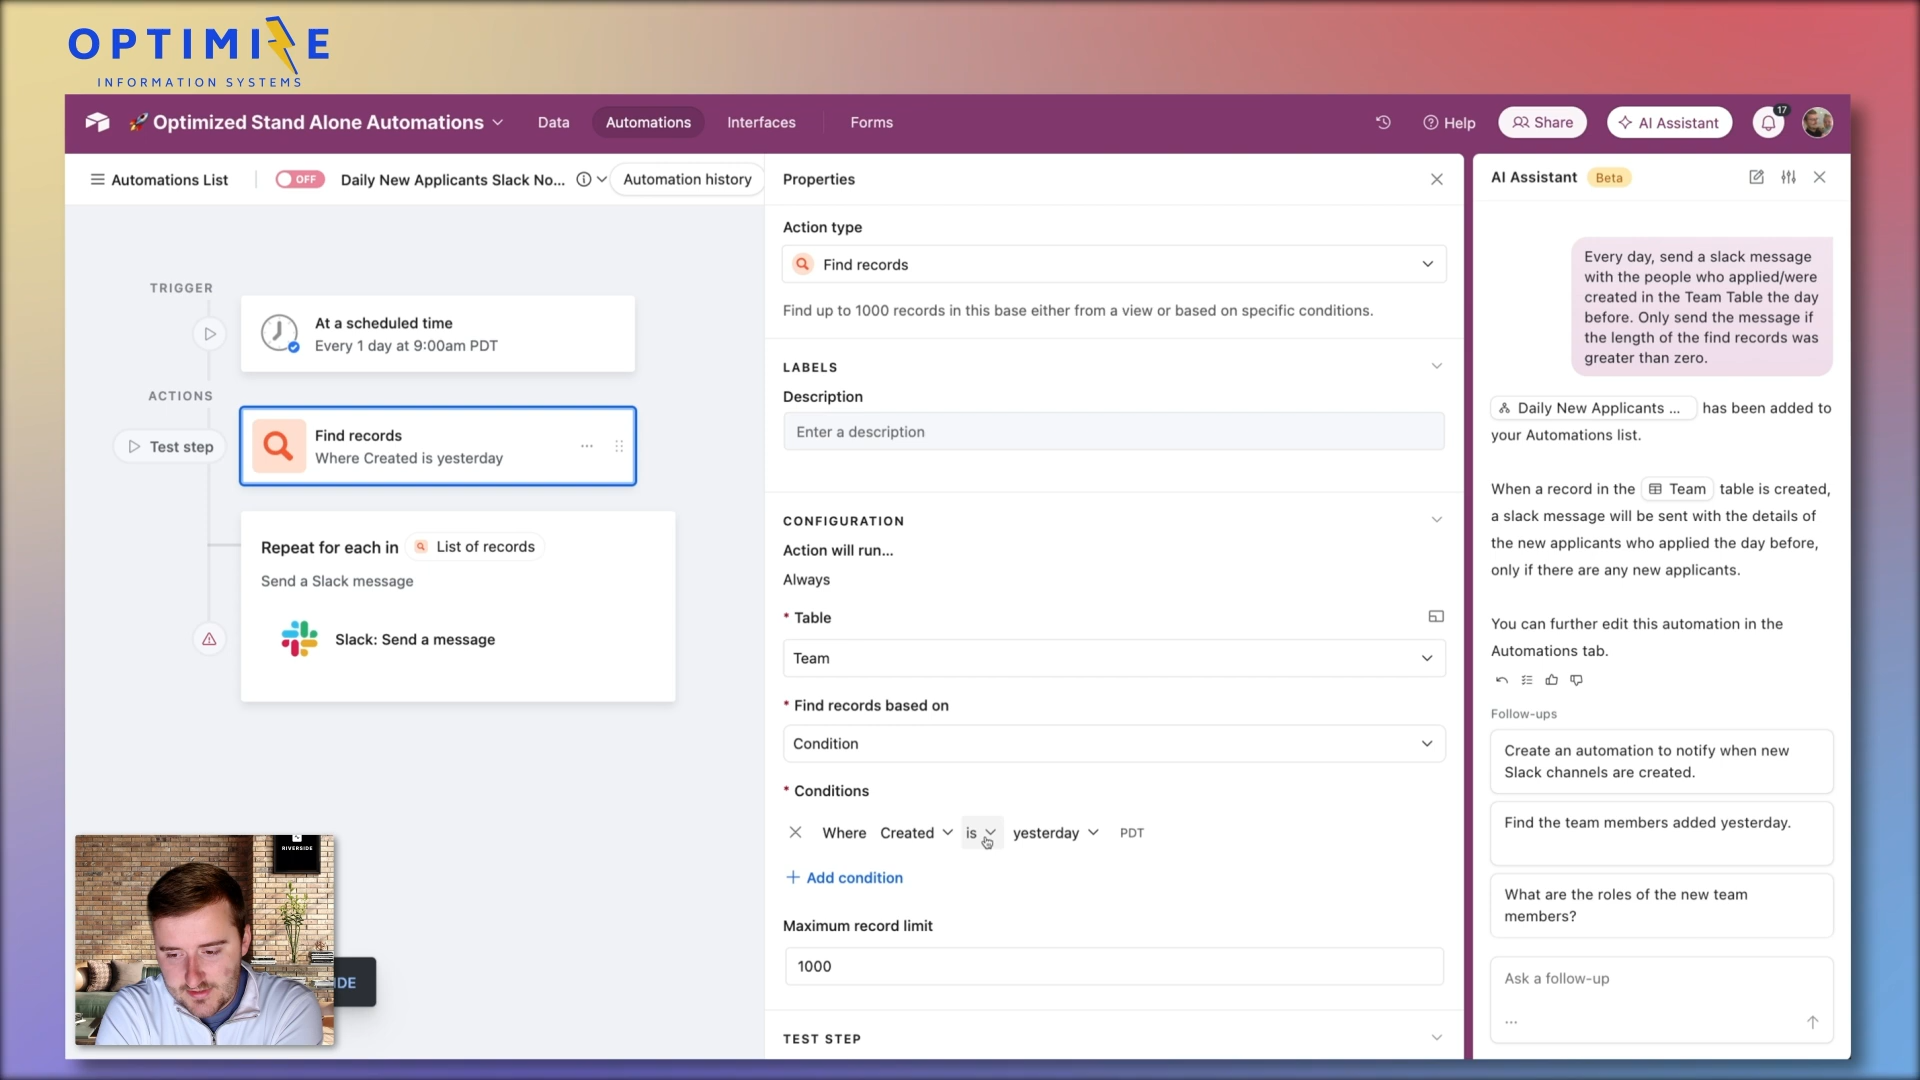 OPTIMIZE
INFORMATION SYSTEMS
🚀 Optimized Stand Alone Automations
Data
Automations
Interfaces
Forms
Help
Share
AI Assistant
17
Automations List
OFF
Daily New Applicants Slack No...
Automation history
TRIGGER
At a scheduled time
Every 1 day at 9:00am PDT
ACTIONS
Test step
Find records
Where Created is yesterday
Repeat for each in List of records
Send a Slack message
Slack: Send a message
RIVERSIDE
IDE
Properties
Action type
Find records
Find up to 1000 records in this base either from a view or based on specific conditions.
LABELS
Description
Enter a description
CONFIGURATION
Action will run...
Always
* Table
Team
* Find records based on
Condition
* Conditions
Where Created is yesterday PDT
+ Add condition
Maximum record limit
1000
TEST STEP
AI Assistant Beta
Every day, send a slack message
with the people who applied/were
created in the Team Table the day
before. Only send the message if
the length of the find records was
greater than zero.
Daily New Applicants ... has been added to
your Automations list.
When a record in the Team table is created,
a slack message will be sent with the details of
the new applicants who applied the day before,
only if there are any new applicants.
You can further edit this automation in the
Automations tab.
Follow-ups
Create an automation to notify when new
Slack channels are created.
Find the team members added yesterday.
What are the roles of the new team
members?
Ask a follow-up
...